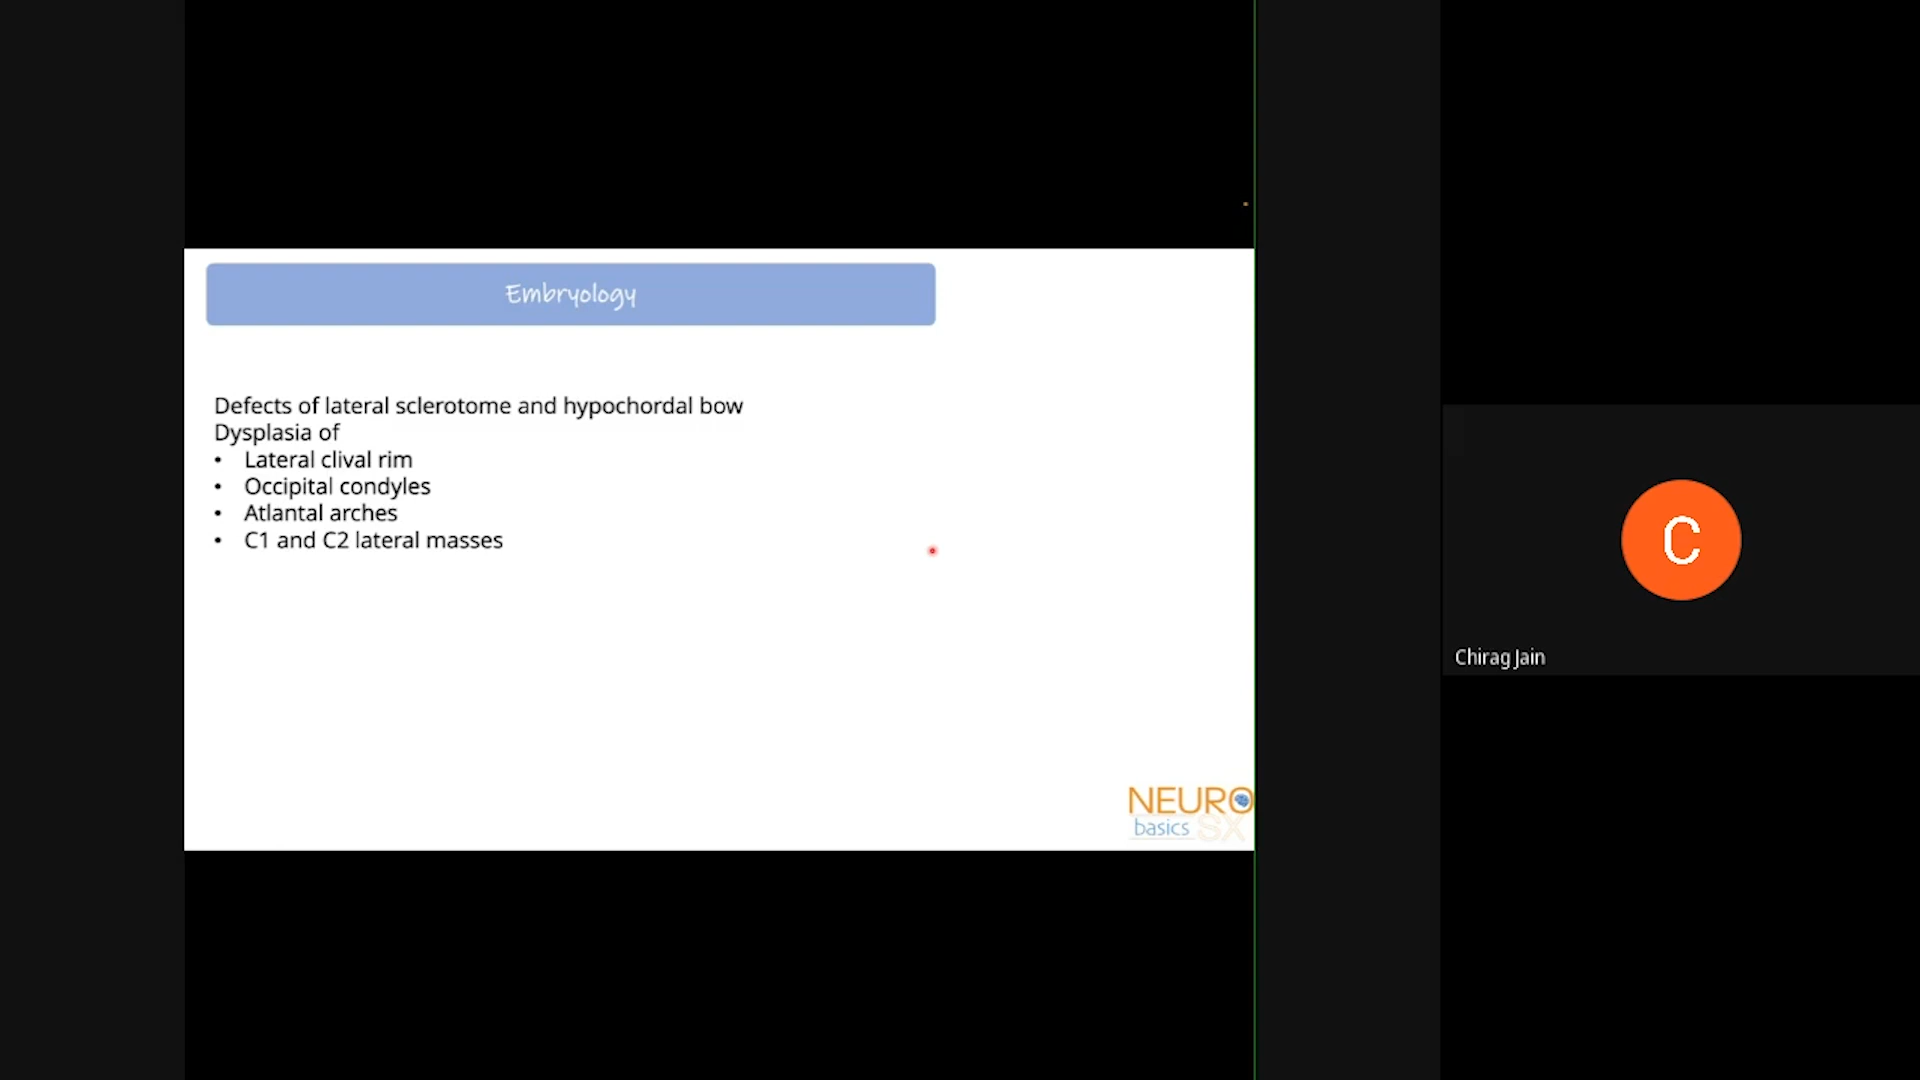 Embryology
Defects of lateral sclerotome and hypochordal bow
Dysplasia of
• Lateral clival rim
• Occipital condyles
• Atlantal arches
• C1 and C2 lateral masses
NEURO
basics SX
C
Chirag Jain